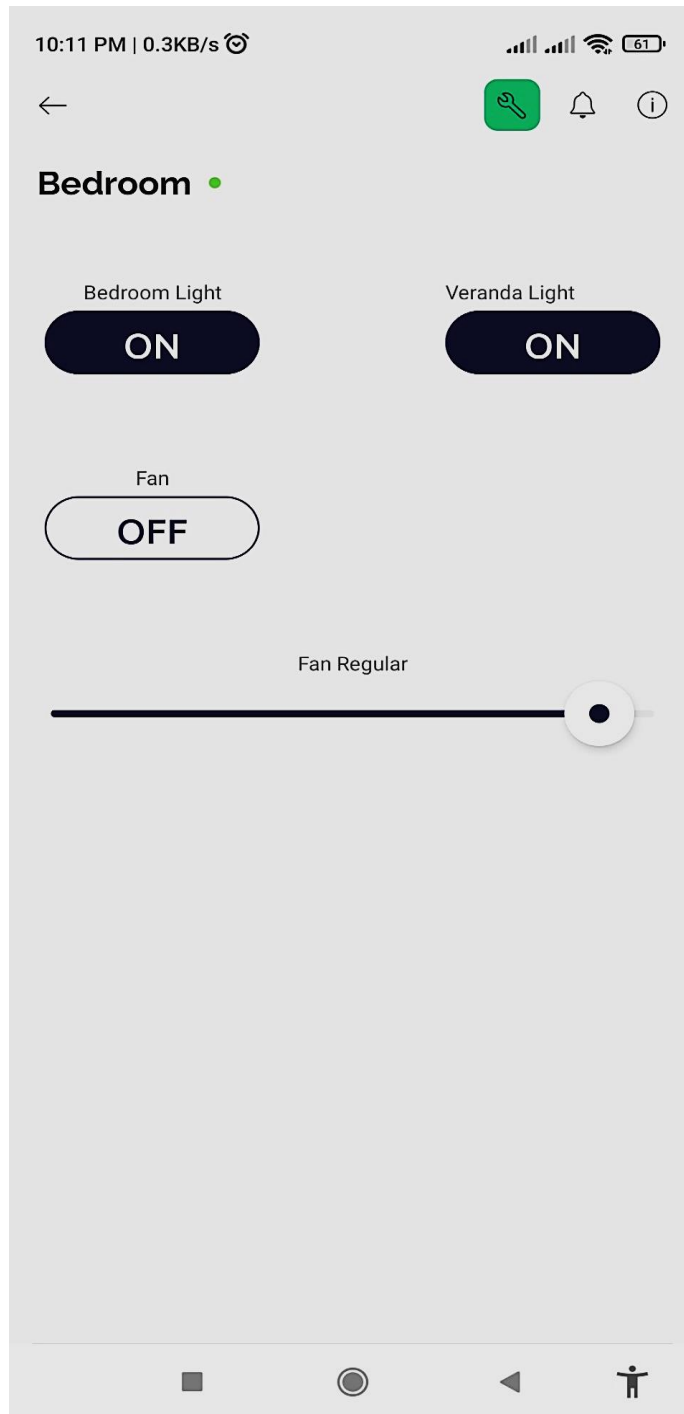 10:11 PM | 0.3KB/s 61
Bedroom
Bedroom Light Veranda Light
ON ON
Fan
OFF
Fan Regular